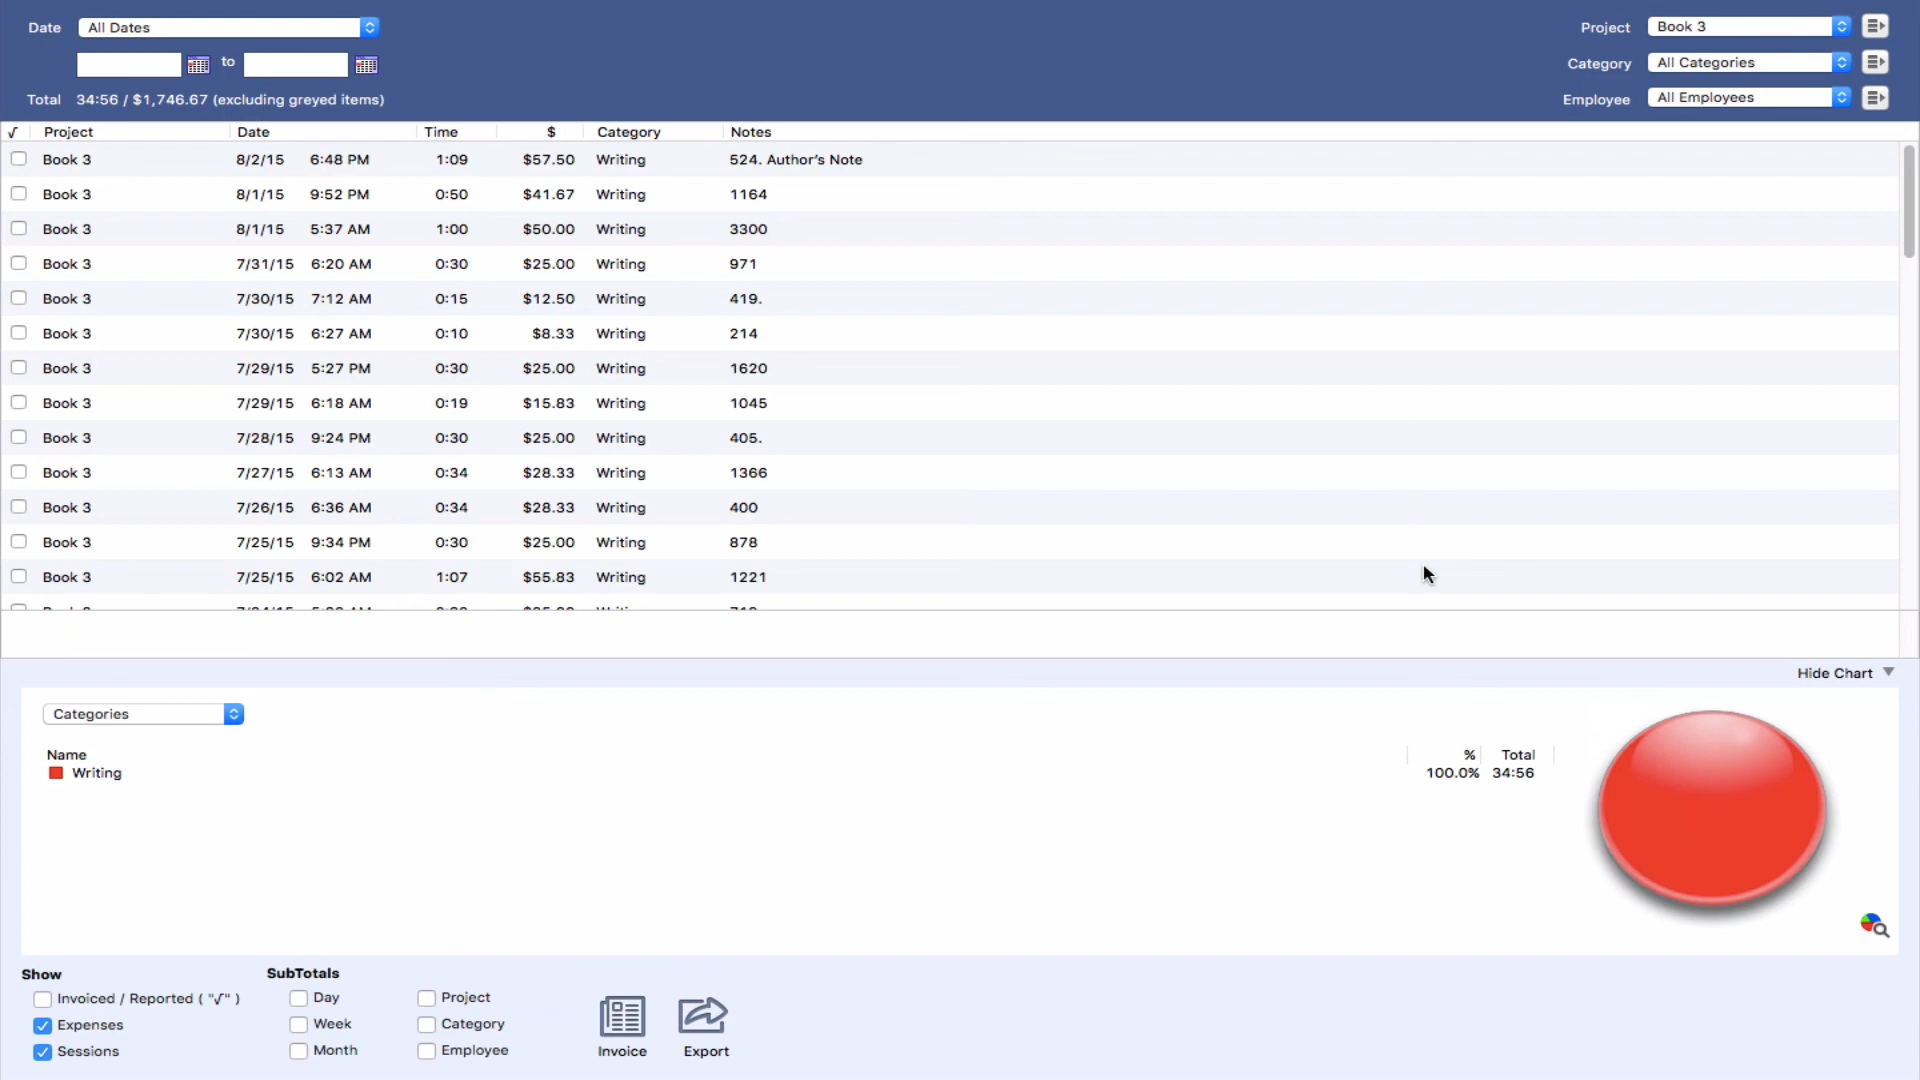 Date All Dates Project Book 3
to Category All Categories
Total 34:56 / $1,746.67 (excluding greyed items) Employee All Employees
√ Project Date Time $ Category Notes
Book 3 8/2/15 6:48 PM 1:09 $57.50 Writing 524. Author's Note
Book 3 8/1/15 9:52 PM 0:50 $41.67 Writing 1164
Book 3 8/1/15 5:37 AM 1:00 $50.00 Writing 3300
Book 3 7/31/15 6:20 AM 0:30 $25.00 Writing 971
Book 3 7/30/15 7:12 AM 0:15 $12.50 Writing 419.
Book 3 7/30/15 6:27 AM 0:10 $8.33 Writing 214
Book 3 7/29/15 5:27 PM 0:30 $25.00 Writing 1620
Book 3 7/29/15 6:18 AM 0:19 $15.83 Writing 1045
Book 3 7/28/15 9:24 PM 0:30 $25.00 Writing 405.
Book 3 7/27/15 6:13 AM 0:34 $28.33 Writing 1366
Book 3 7/26/15 6:36 AM 0:34 $28.33 Writing 400
Book 3 7/25/15 9:34 PM 0:30 $25.00 Writing 878
Book 3 7/25/15 6:02 AM 1:07 $55.83 Writing 1221
Hide Chart
Categories
Name % Total
Writing 100.0% 34:56
Show SubTotals
Invoiced / Reported ( "√" ) Day Project
Expenses Week Category
Sessions Month Employee Invoice Export